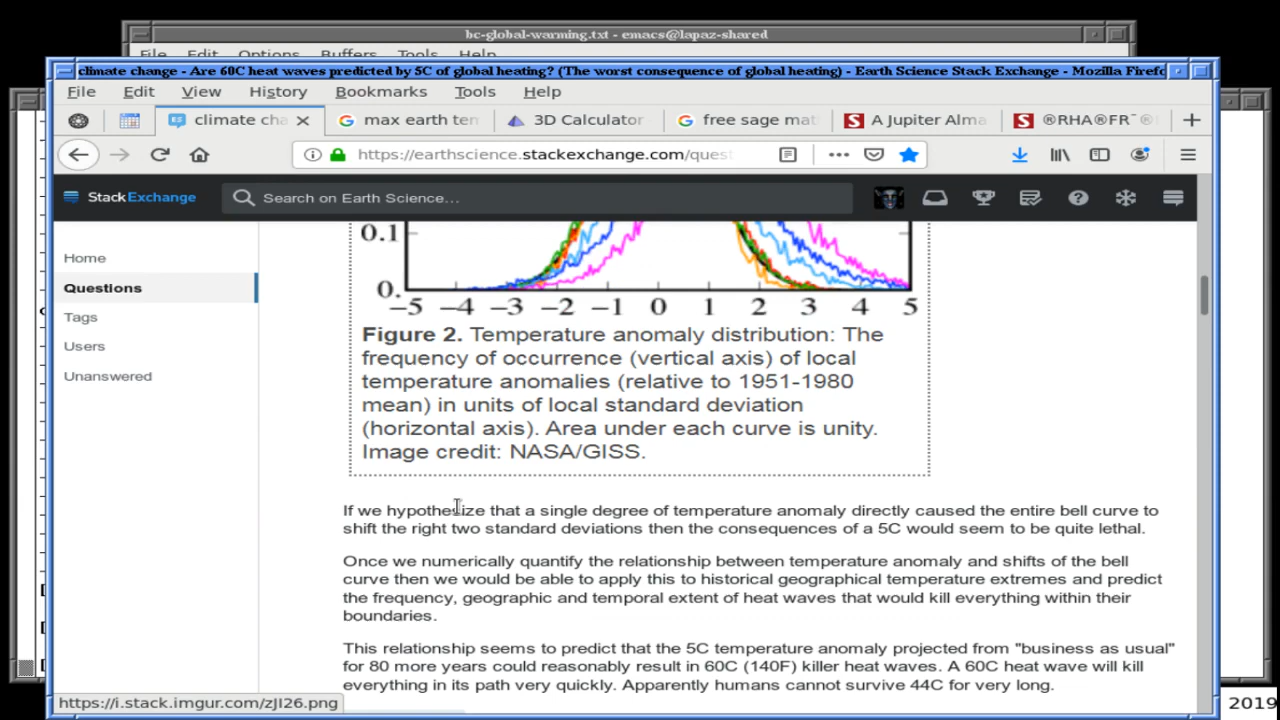 bc-global-warming.txt - emacs@lapaz-shared
File Edit Options Buffers Tools Help
climate change - Are 60C heat waves predicted by 5C of global heating? (The worst consequence of global heating) - Earth Science Stack Exchange - Mozilla Firefo
File Edit View History Bookmarks Tools Help
climate cha
max earth ten
3D Calculator
free sage mat
A Jupiter Alma
®RHA®FR¯®
https://earthscience.stackexchange.com/quest
StackExchange
Search on Earth Science...
Home
Questions
Tags
Users
Unanswered
0.1
0.
−5 −4 −3 −2 −1 0 1 2 3 4 5
Figure 2. Temperature anomaly distribution: The
frequency of occurrence (vertical axis) of local
temperature anomalies (relative to 1951-1980
mean) in units of local standard deviation
(horizontal axis). Area under each curve is unity.
Image credit: NASA/GISS.
If we hypothesize that a single degree of temperature anomaly directly caused the entire bell curve to
shift the right two standard deviations then the consequences of a 5C would seem to be quite lethal.
Once we numerically quantify the relationship between temperature anomaly and shifts of the bell
curve then we would be able to apply this to historical geographical temperature extremes and predict
the frequency, geographic and temporal extent of heat waves that would kill everything within their
boundaries.
This relationship seems to predict that the 5C temperature anomaly projected from "business as usual"
for 80 more years could reasonably result in 60C (140F) killer heat waves. A 60C heat wave will kill
everything in its path very quickly. Apparently humans cannot survive 44C for very long.
https://i.stack.imgur.com/zJI26.png
2019